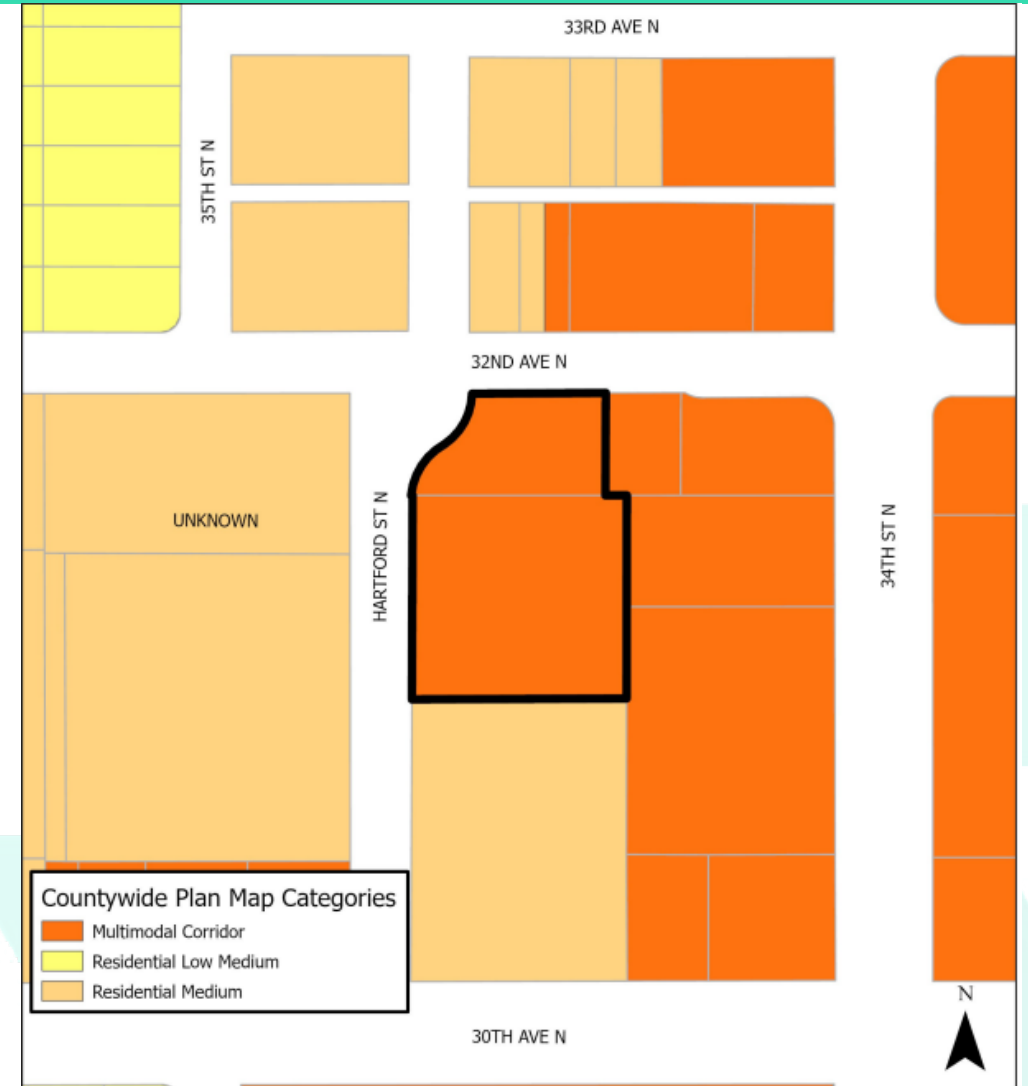 33RD AVE N
35TH ST N
32ND AVE N
UNKNOWN
HARTFORD ST N
34TH ST N
Countywide Plan Map Categories
Multimodal Corridor
Residential Low Medium
Residential Medium
N
30TH AVE N